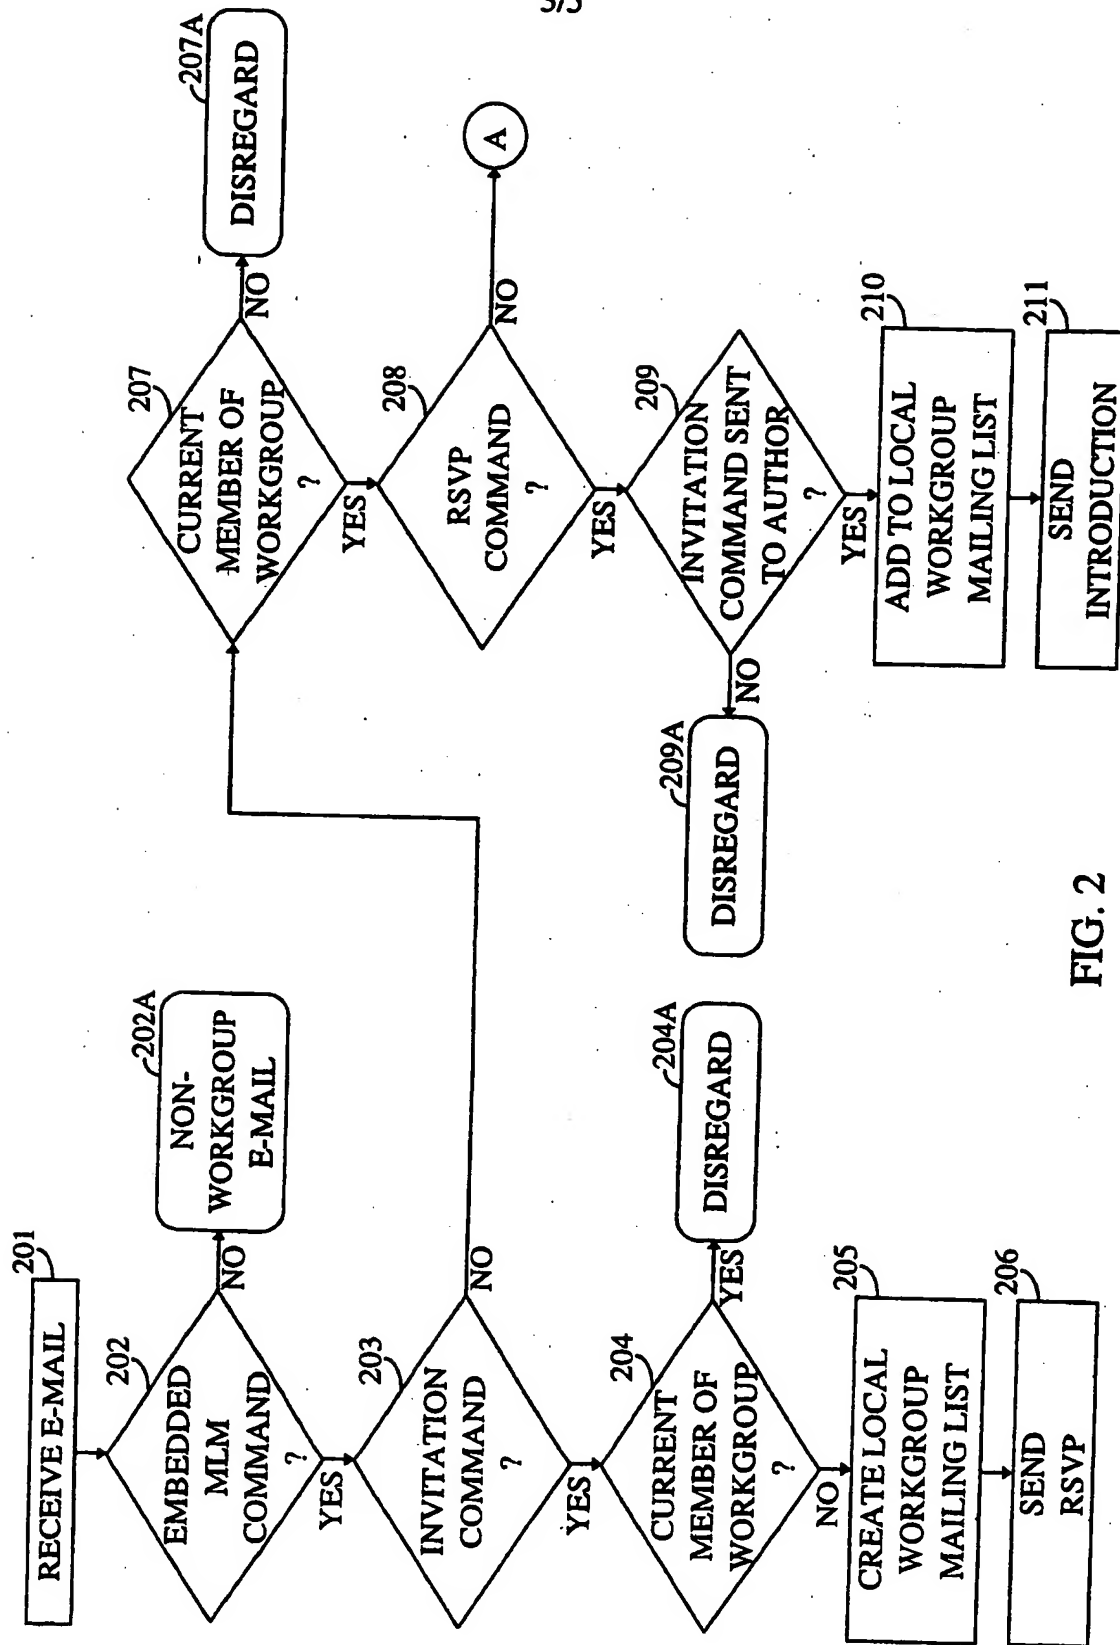 3/5
201
RECEIVE E-MAIL
202
EMBEDDED
MLM
COMMAND
?
NO
202A
NON-
WORKGROUP
E-MAIL
YES
203
INVITATION
COMMAND
?
NO
YES
204
CURRENT
MEMBER OF
WORKGROUP
?
YES
204A
DISREGARD
NO
205
CREATE LOCAL
WORKGROUP
MAILING LIST
206
SEND
RSVP
207
CURRENT
MEMBER OF
WORKGROUP
?
NO
207A
DISREGARD
YES
208
RSVP
COMMAND
?
NO
A
YES
209
INVITATION
COMMAND SENT
TO AUTHOR
?
NO
209A
DISREGARD
YES
210
ADD TO LOCAL
WORKGROUP
MAILING LIST
211
SEND
INTRODUCTION
FIG. 2